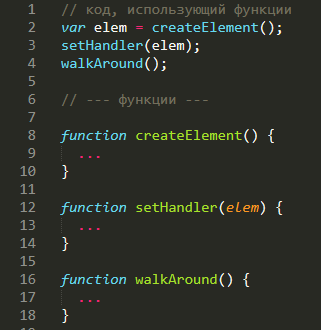 1 // код, использующий функции
2 var elem = createElement();
3 setHandler(elem);
4 walkAround();
5
6 // --- функции ---
7
8 function createElement() {
9 ...
10 }
11
12 function setHandler(elem) {
13 ...
14 }
15
16 function walkAround() {
17 ...
18 }